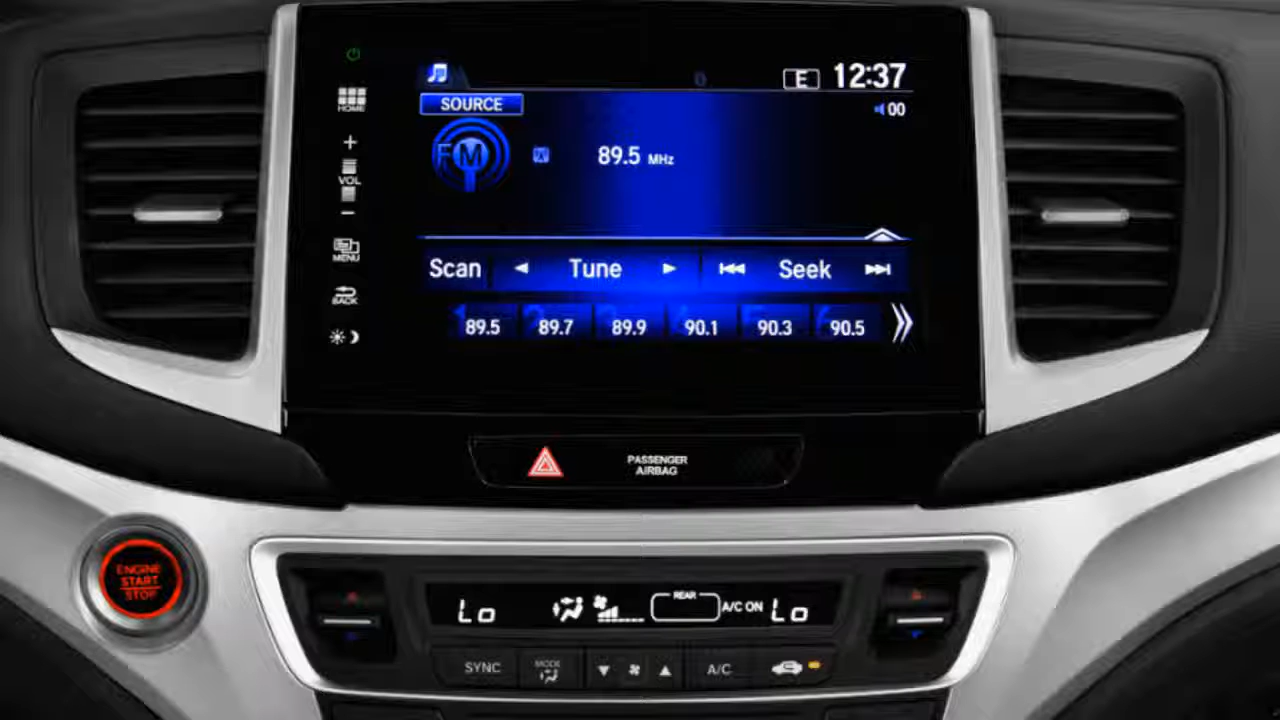 E 12:37
HOME
SOURCE
00
FM
89.5 MHz
+
VOL
−
MENU
Scan Tune Seek
BACK
89.5 89.7 89.9 90.1 90.3 90.5
PASSENGER
AIRBAG
ENGINE
START
STOP
Lo REAR A/C ON Lo
SYNC MODE A/C